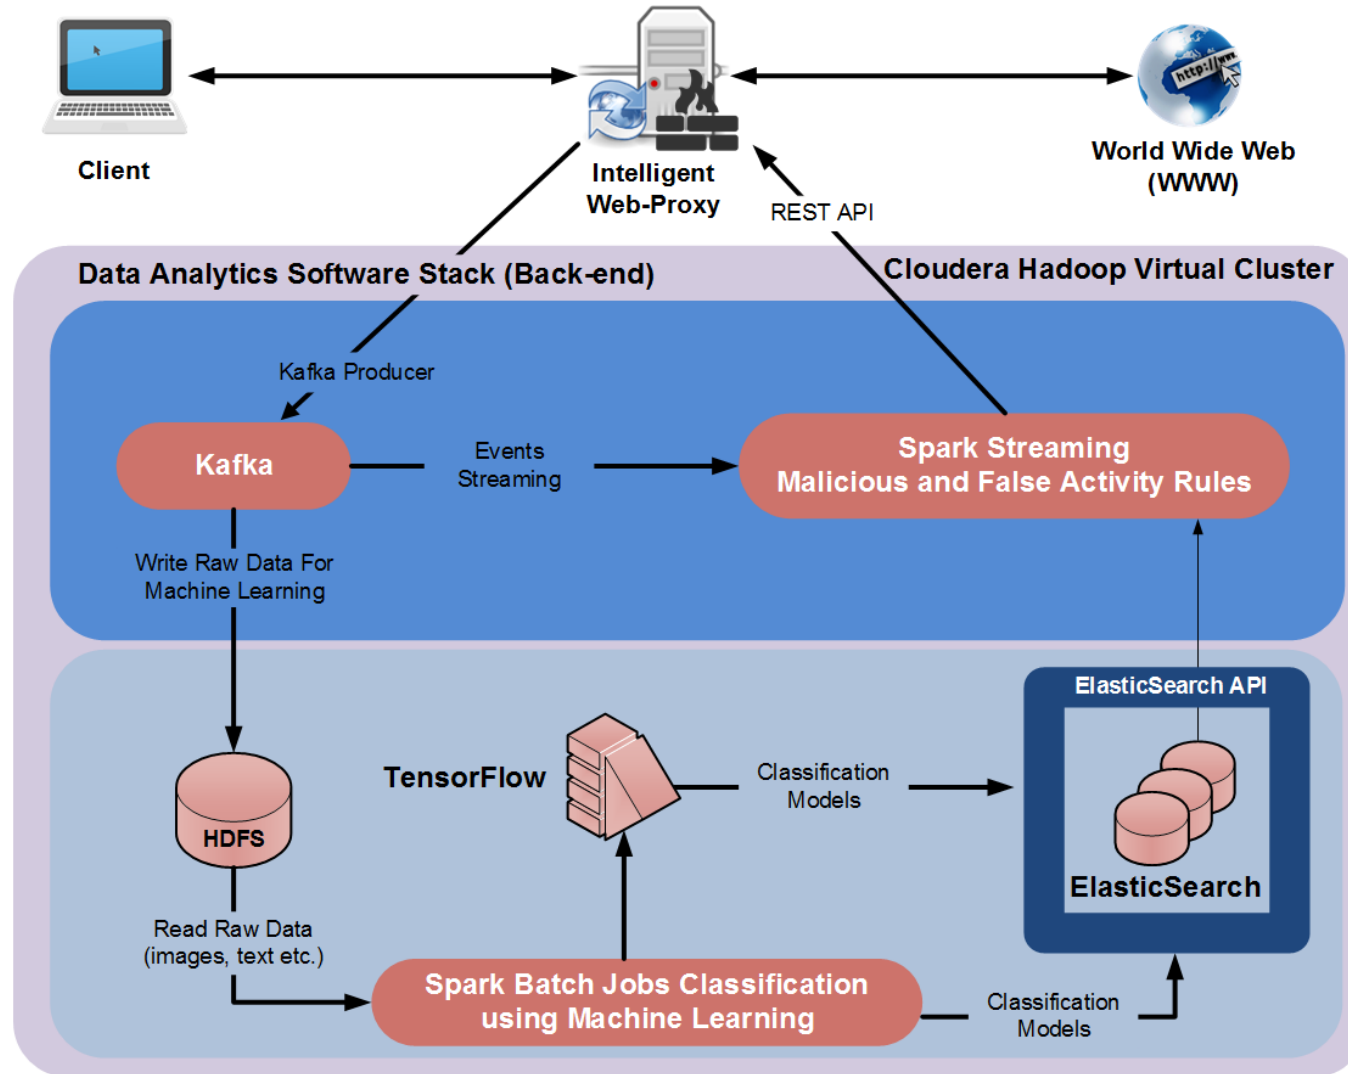 http://www.
Client
Intelligent
Web-Proxy
World Wide Web
(WWW)
REST API
Data Analytics Software Stack (Back-end)
Cloudera Hadoop Virtual Cluster
Kafka Producer
Kafka
Events
Streaming
Spark Streaming
Malicious and False Activity Rules
Write Raw Data For
Machine Learning
ElasticSearch API
TensorFlow
Classification
Models
HDFS
ElasticSearch
Read Raw Data
(images, text etc.)
Spark Batch Jobs Classification
using Machine Learning
Classification
Models